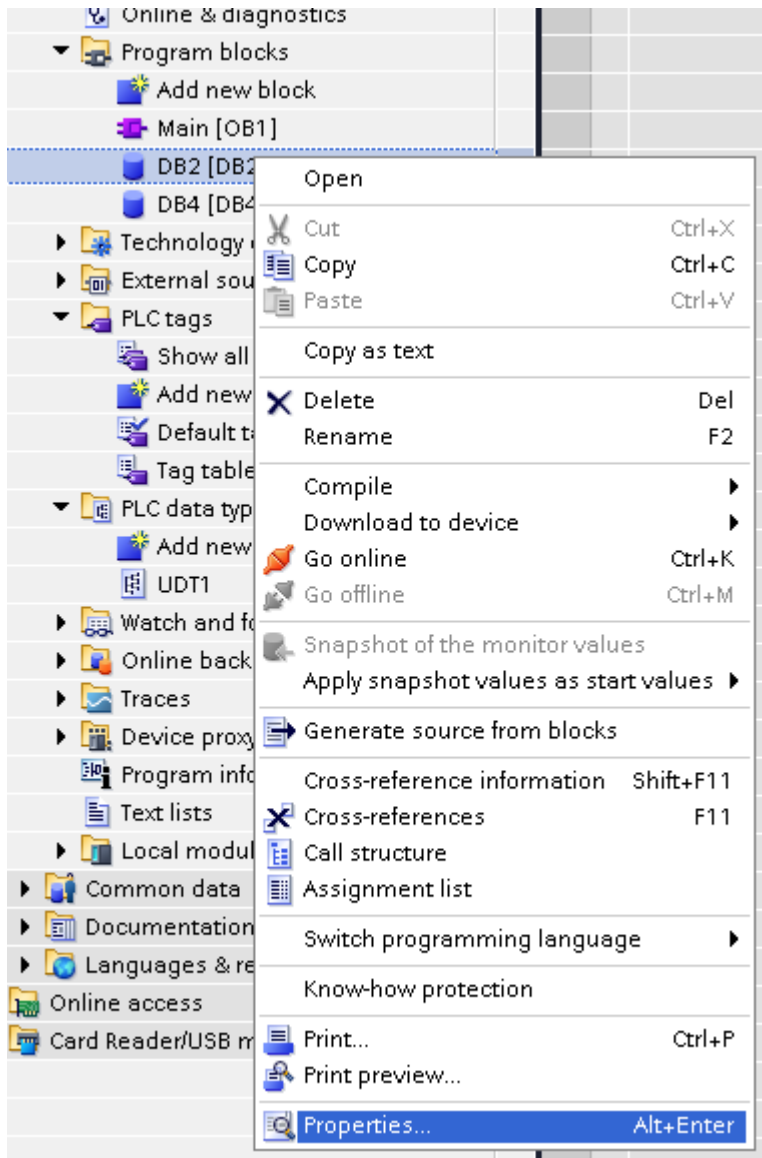 Online & diagnostics
Program blocks
Add new block
Main [OB1]
DB2 [DB2
DB4 [DB4
Technology
External sou
PLC tags
Show all
Add new
Default ta
Tag table
PLC data typ
Add new
UDT1
Watch and fo
Online back
Traces
Device proxy
Program info
Text lists
Local modul
Common data
Documentation
Languages & re
Online access
Card Reader/USB m
Open
Cut Ctrl+X
Copy Ctrl+C
Paste Ctrl+V
Copy as text
Delete Del
Rename F2
Compile
Download to device
Go online Ctrl+K
Go offline Ctrl+M
Snapshot of the monitor values
Apply snapshot values as start values
Generate source from blocks
Cross-reference information Shift+F11
Cross-references F11
Call structure
Assignment list
Switch programming language
Know-how protection
Print... Ctrl+P
Print preview...
Properties... Alt+Enter